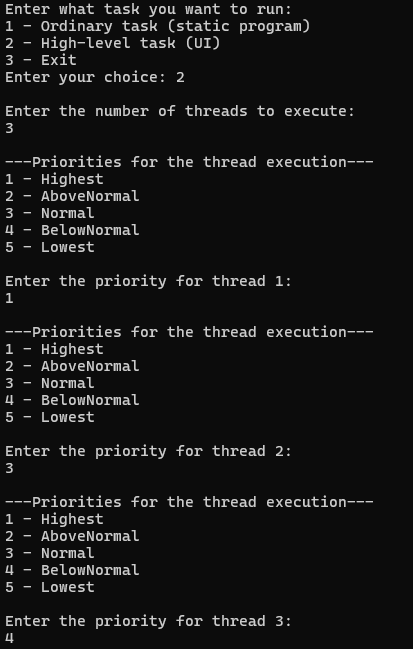 Enter what task you want to run:
1 - Ordinary task (static program)
2 - High-level task (UI)
3 - Exit
Enter your choice: 2
Enter the number of threads to execute:
3
---Priorities for the thread execution---
1 - Highest
2 - AboveNormal
3 - Normal
4 - BelowNormal
5 - Lowest
Enter the priority for thread 1:
1
---Priorities for the thread execution---
1 - Highest
2 - AboveNormal
3 - Normal
4 - BelowNormal
5 - Lowest
Enter the priority for thread 2:
3
---Priorities for the thread execution---
1 - Highest
2 - AboveNormal
3 - Normal
4 - BelowNormal
5 - Lowest
Enter the priority for thread 3:
4